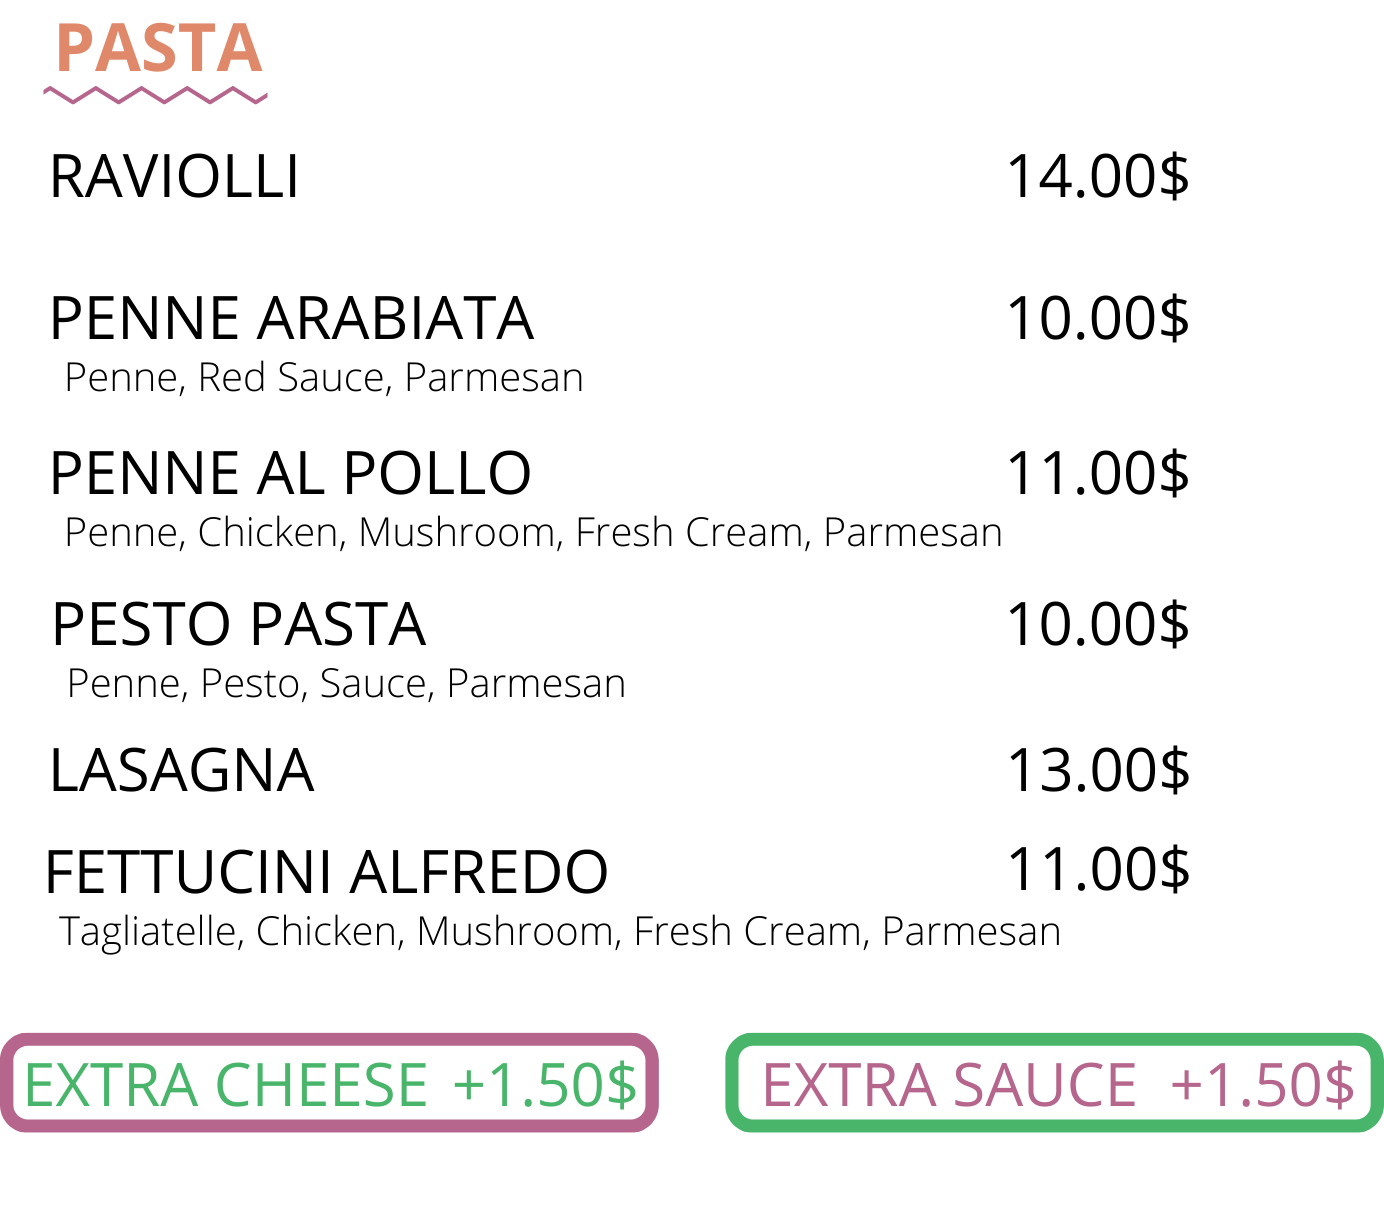 PASTA
RAVIOLLI 14.00$
PENNE ARABIATA 10.00$
Penne, Red Sauce, Parmesan
PENNE AL POLLO 11.00$
Penne, Chicken, Mushroom, Fresh Cream, Parmesan
PESTO PASTA 10.00$
Penne, Pesto, Sauce, Parmesan
LASAGNA 13.00$
FETTUCINI ALFREDO 11.00$
Tagliatelle, Chicken, Mushroom, Fresh Cream, Parmesan
EXTRA CHEESE +1.50$ EXTRA SAUCE +1.50$